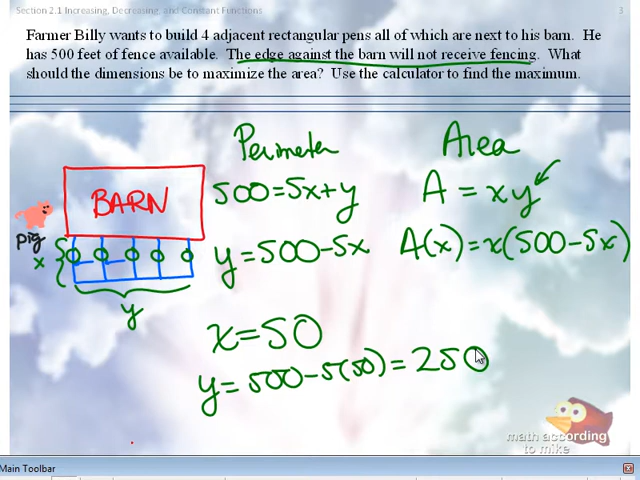 Section 2.1 Increasing, Decreasing, and Constant Functions 3
Farmer Billy wants to build 4 adjacent rectangular pens all of which are next to his barn. He
has 500 feet of fence available. The edge against the barn will not receive fencing. What
should the dimensions be to maximize the area? Use the calculator to find the maximum.
Perimeter Area
BARN
500=5x+y A = xy
pig
x
y=500-5x A(x)=x(500-5x)
y
x=50
y=500-5(50)=250
math according
to mike
Main Toolbar